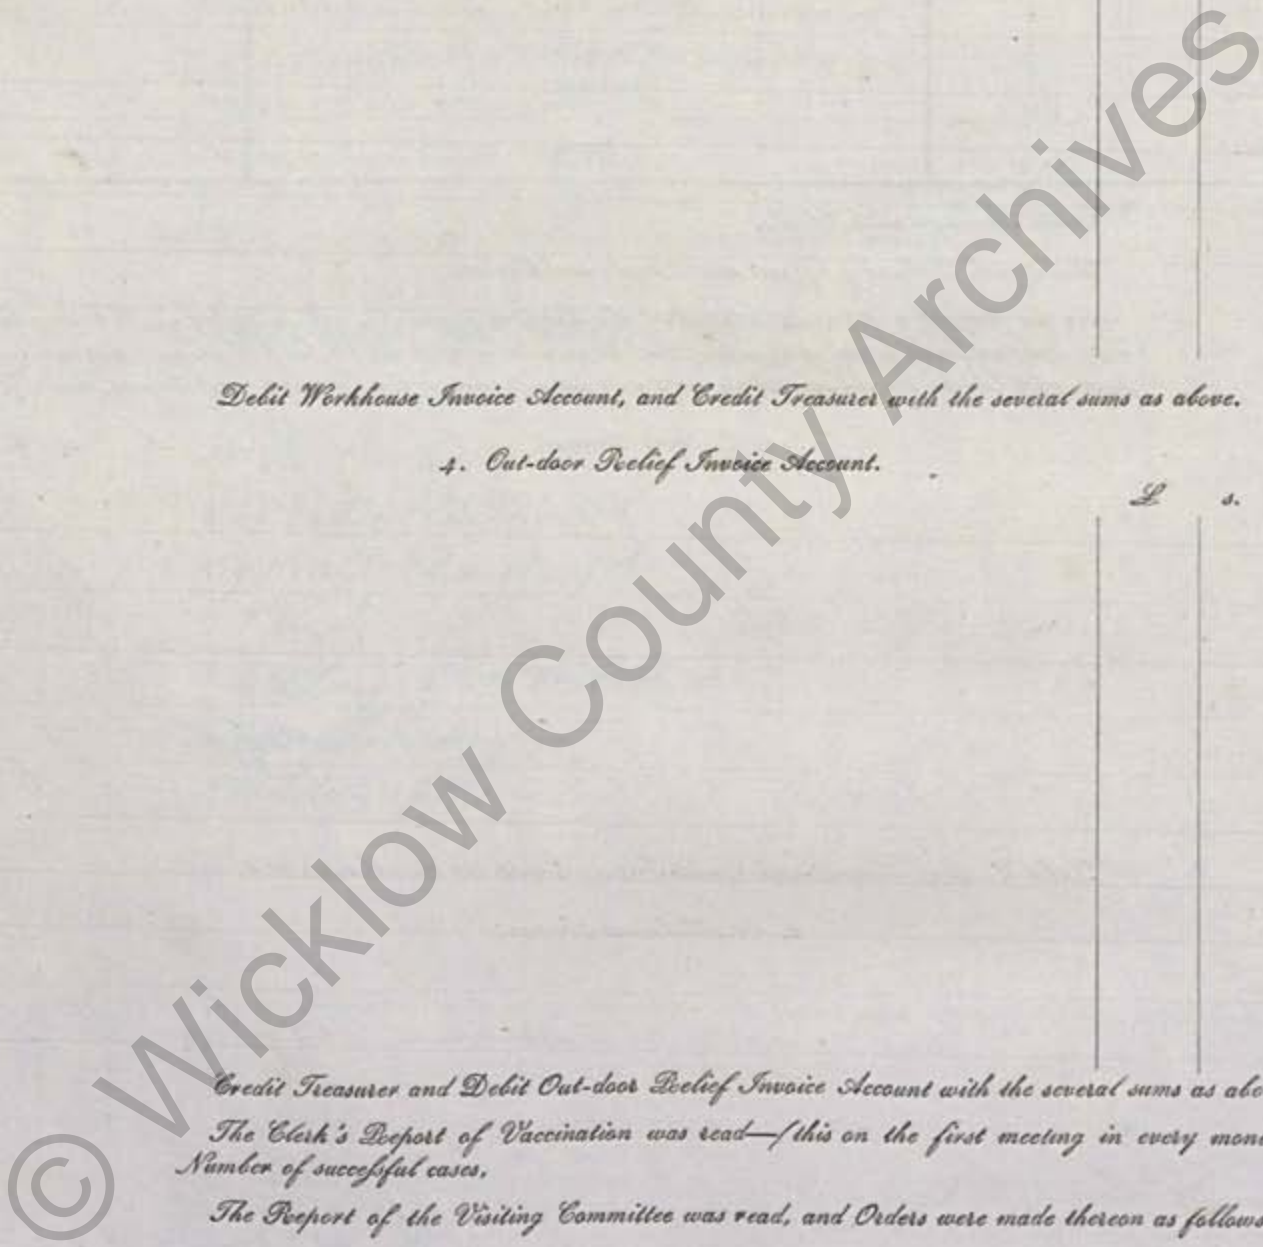 Debit Workhouse Invoice Account, and Credit Treasurer with the several sums as above.
4. Out-door Relief Invoice Account.
£ s.
Credit Treasurer and Debit Out-door Relief Invoice Account with the several sums as abo
The Clerk's Report of Vaccination was read—(this on the first meeting in every mon
Number of successful cases.
The Report of the Visiting Committee was read, and Orders were made thereon as follows
© Wicklow County Archives